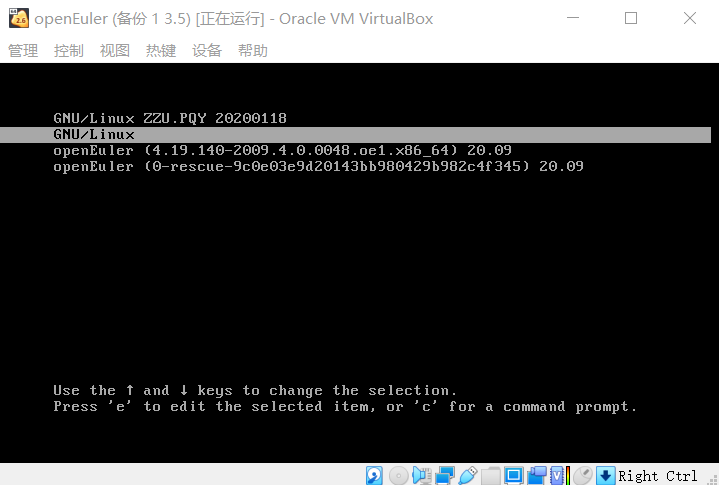 openEuler (备份 1 3.5) [正在运行] - Oracle VM VirtualBox
管理 控制 视图 热键 设备 帮助
GNU/Linux ZZU.PQY 20200118
GNU/Linux
openEuler (4.19.140-2009.4.0.0048.oe1.x86_64) 20.09
openEuler (0-rescue-9c0e03e9d20143bb980429b982c4f345) 20.09
Use the ↑ and ↓ keys to change the selection.
Press 'e' to edit the selected item, or 'c' for a command prompt.
Right Ctrl